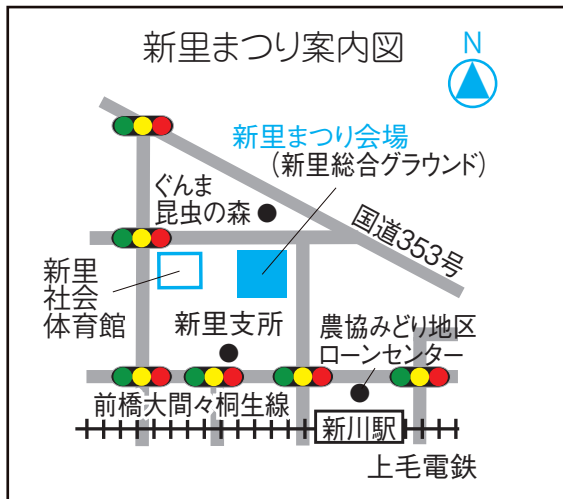 新里まつり案内図
N
新里まつり会場
(新里総合グラウンド)
ぐんま
昆虫の森
国道353号
新里
社会
体育館
新里支所
農協みどり地区
ローンセンター
前橋大間々桐生線
新川駅
上毛電鉄